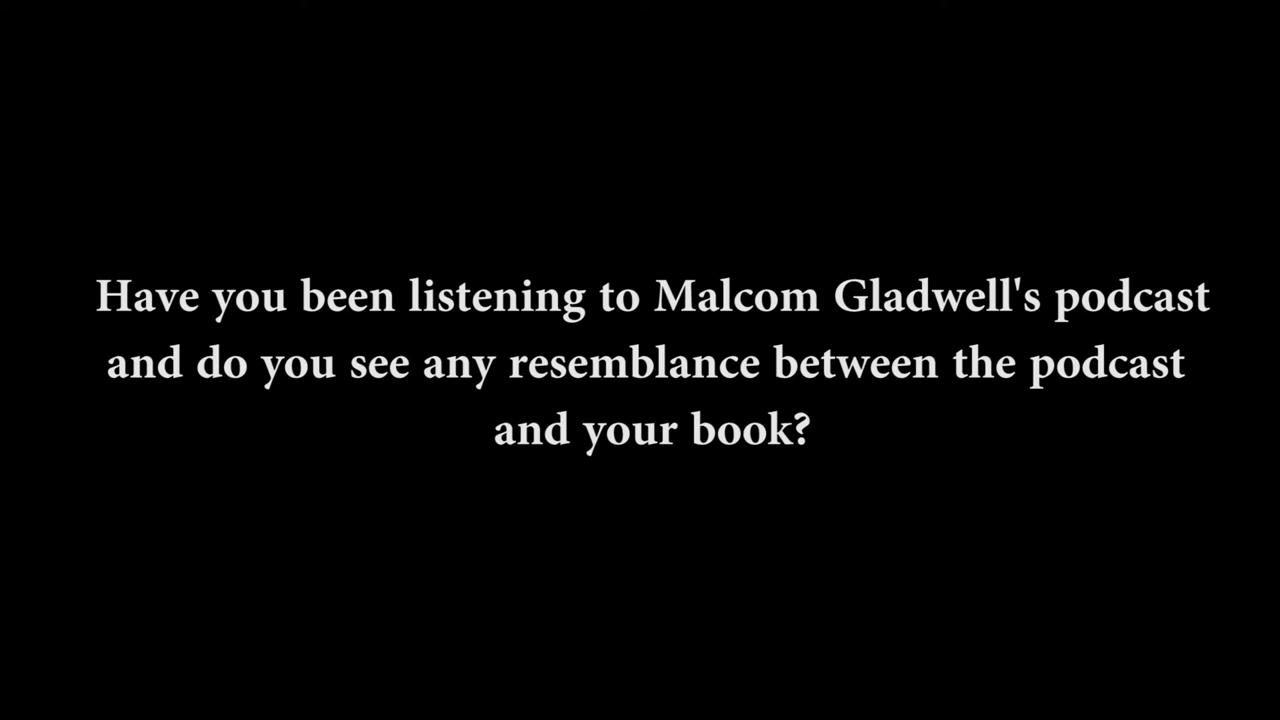 Have you been listening to Malcom Gladwell's podcast
and do you see any resemblance between the podcast
and your book?